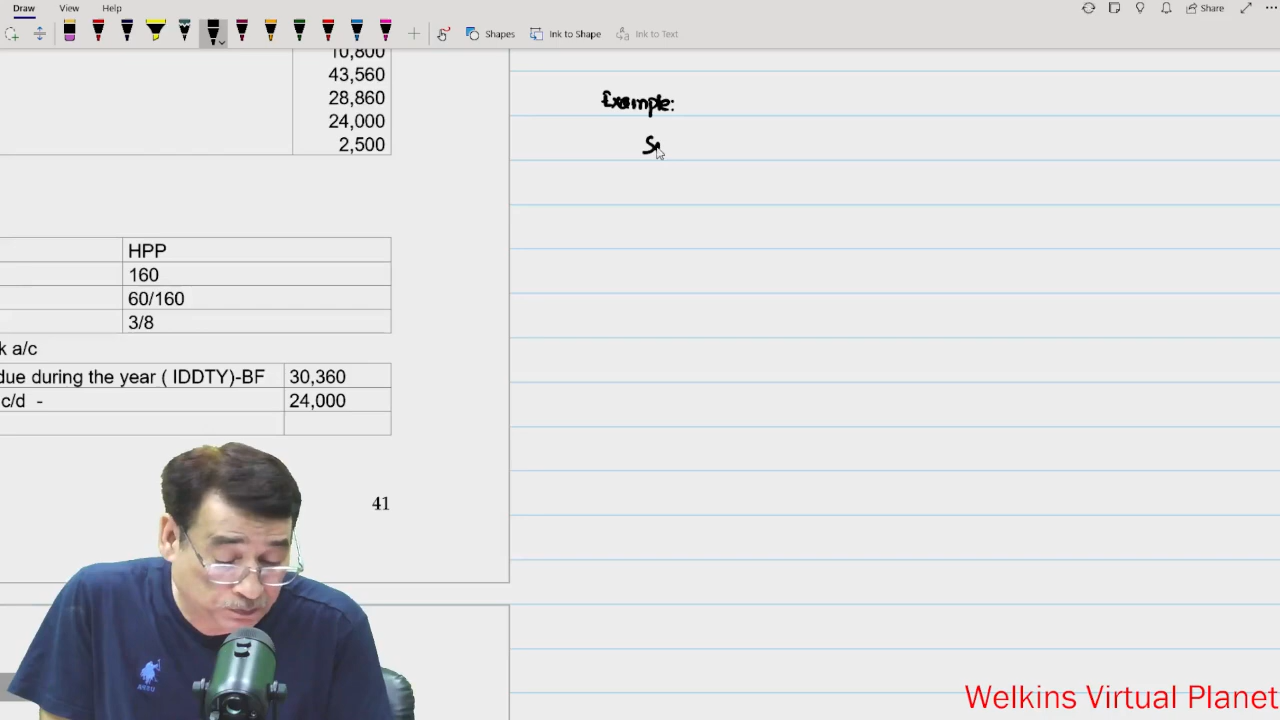 Draw View Help
Share
Shapes Ink to Shape Ink to Text
10,800
43,560
28,860
24,000
2,500
HPP
160
60/160
3/8
k a/c
due during the year ( IDDTY)-BF 30,360
c/d - 24,000
41
Example:
USPA
Welkins Virtual Planet